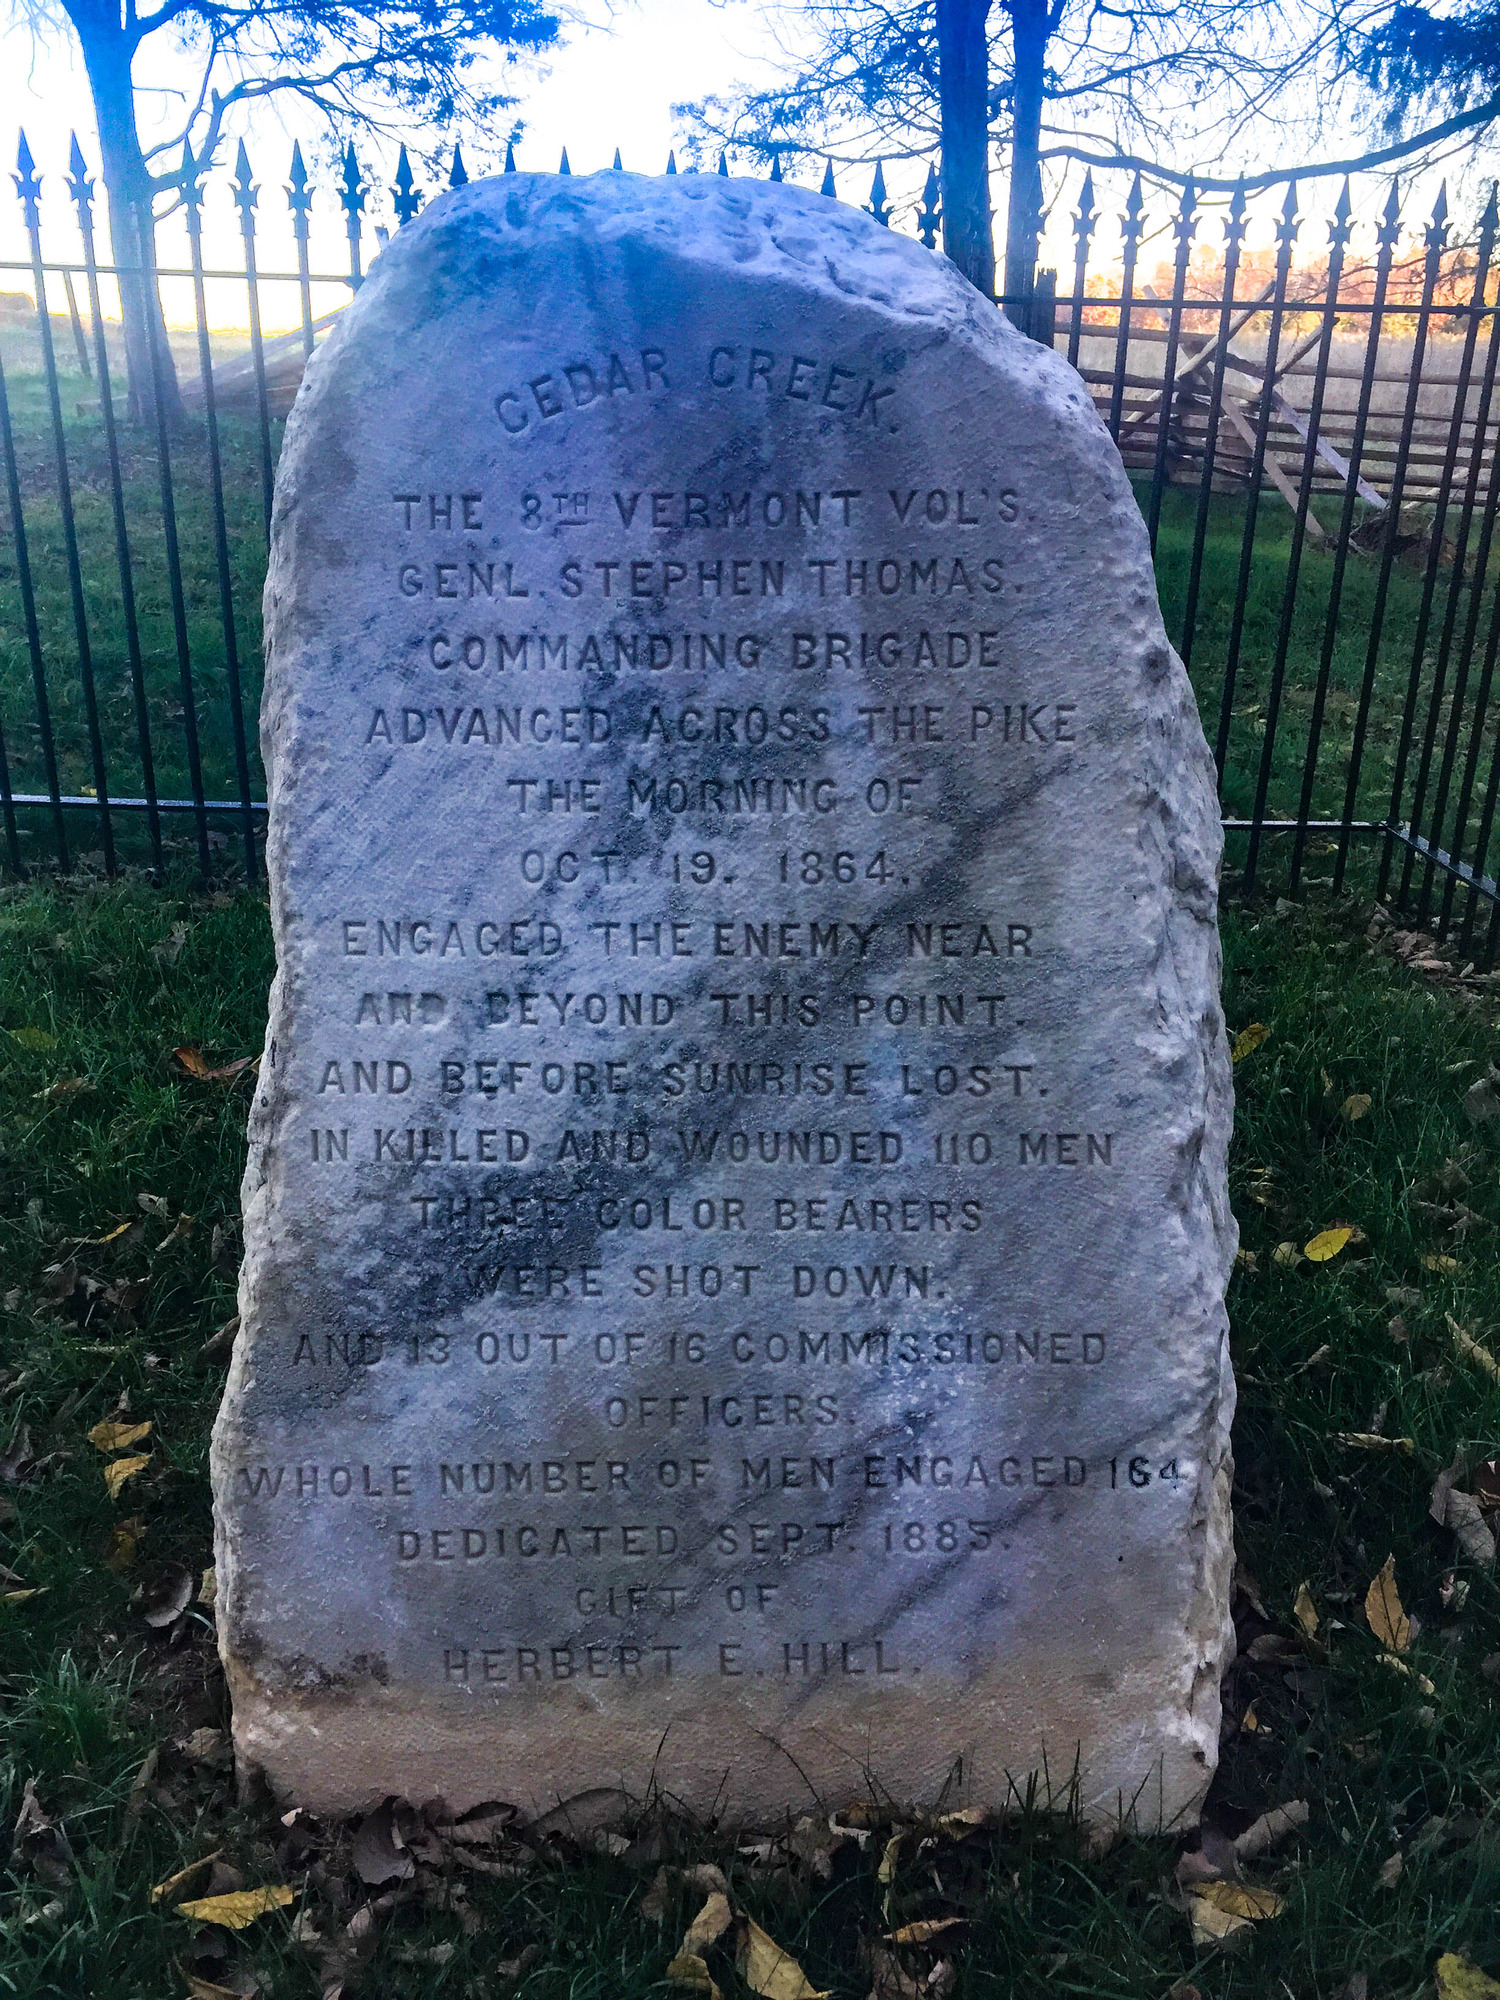 CEDAR CREEK.
THE 8TH VERMONT VOL'S.
GENL. STEPHEN THOMAS.
COMMANDING BRIGADE
ADVANCED ACROSS THE PIKE
THE MORNING OF
OCT. 19. 1864.
ENGAGED THE ENEMY NEAR
AND BEYOND THIS POINT.
AND BEFORE SUNRISE LOST.
IN KILLED AND WOUNDED 110 MEN
THREE COLOR BEARERS
WERE SHOT DOWN.
AND 13 OUT OF 16 COMMISSIONED
OFFICERS.
WHOLE NUMBER OF MEN ENGAGED 164
DEDICATED SEPT. 1885.
GIFT OF
HERBERT E. HILL.